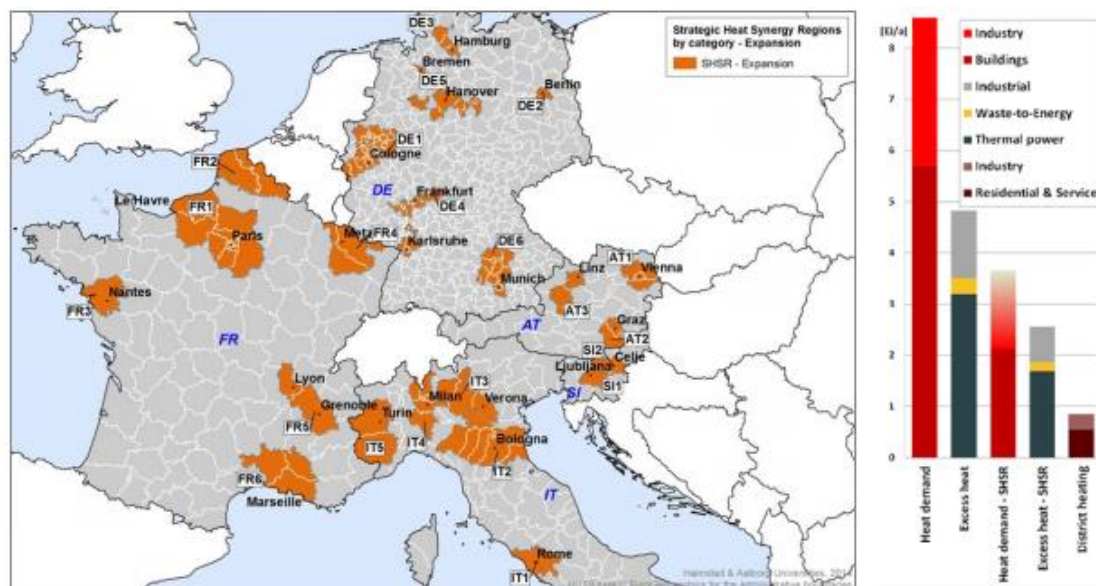 DE3
Hamburg
Bremen
DE5
Hanover
Berlin
DE2
Strategic Heat Synergy Regions
by category - Expansion
SHSR - Expansion
DE1
Cologne
FR2
DE
Frankfurt
DE4
Le Havre
FR1
Paris
FR4
Karlsruhe
DE6
Munich
AT1
Linz
Vienna
Nantes
FR3
AT3
Graz
AT
AT2
FR
SI2
Celje
Ljubljana
SI1
SI
Lyon
Grenoble
FR5
IT3
Milan
Verona
Turin
IT4
Bologna
IT5
IT2
FR6
Marseille
IT
Rome
IT1
Halmstad & Aalborg Universities,
[EJ/a]
8
7
6
5
4
3
2
1
0
Industry
Buildings
Industrial
Waste-to-Energy
Thermal power
Industry
Residential & Service
Heat demand
Excess heat
Heat demand - SHSR
Excess heat - SHSR
District heating